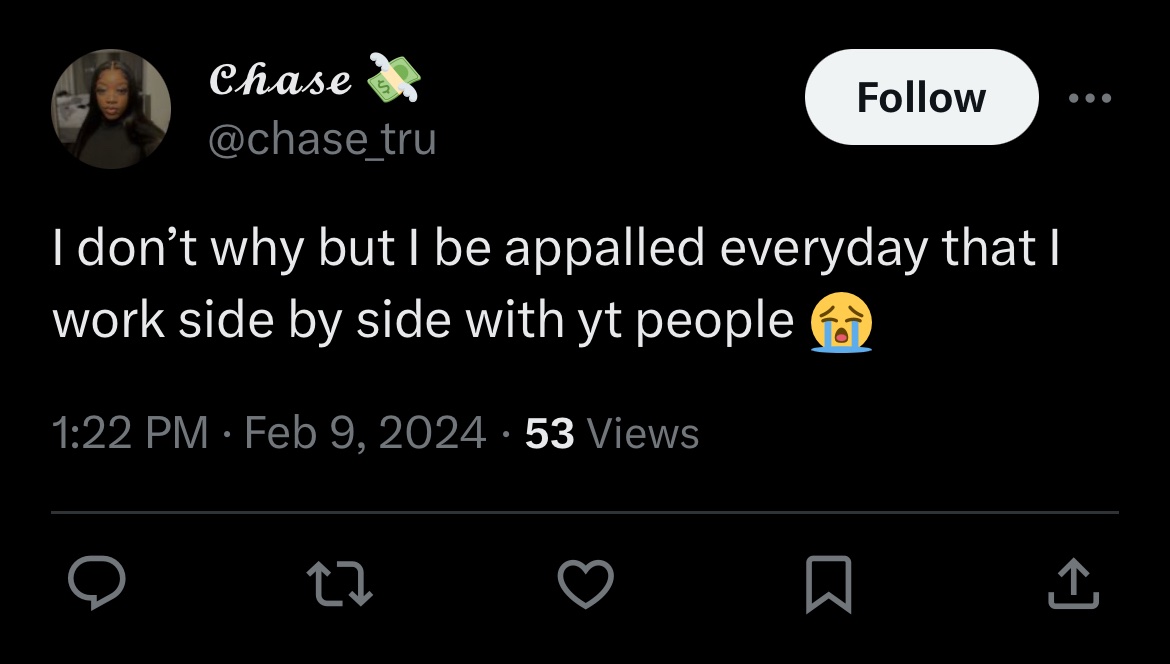 𝓒𝓱𝓪𝓼𝓮 💸
@chase_tru
Follow
I don’t why but I be appalled everyday that I
work side by side with yt people 😭
1:22 PM · Feb 9, 2024 · 53 Views